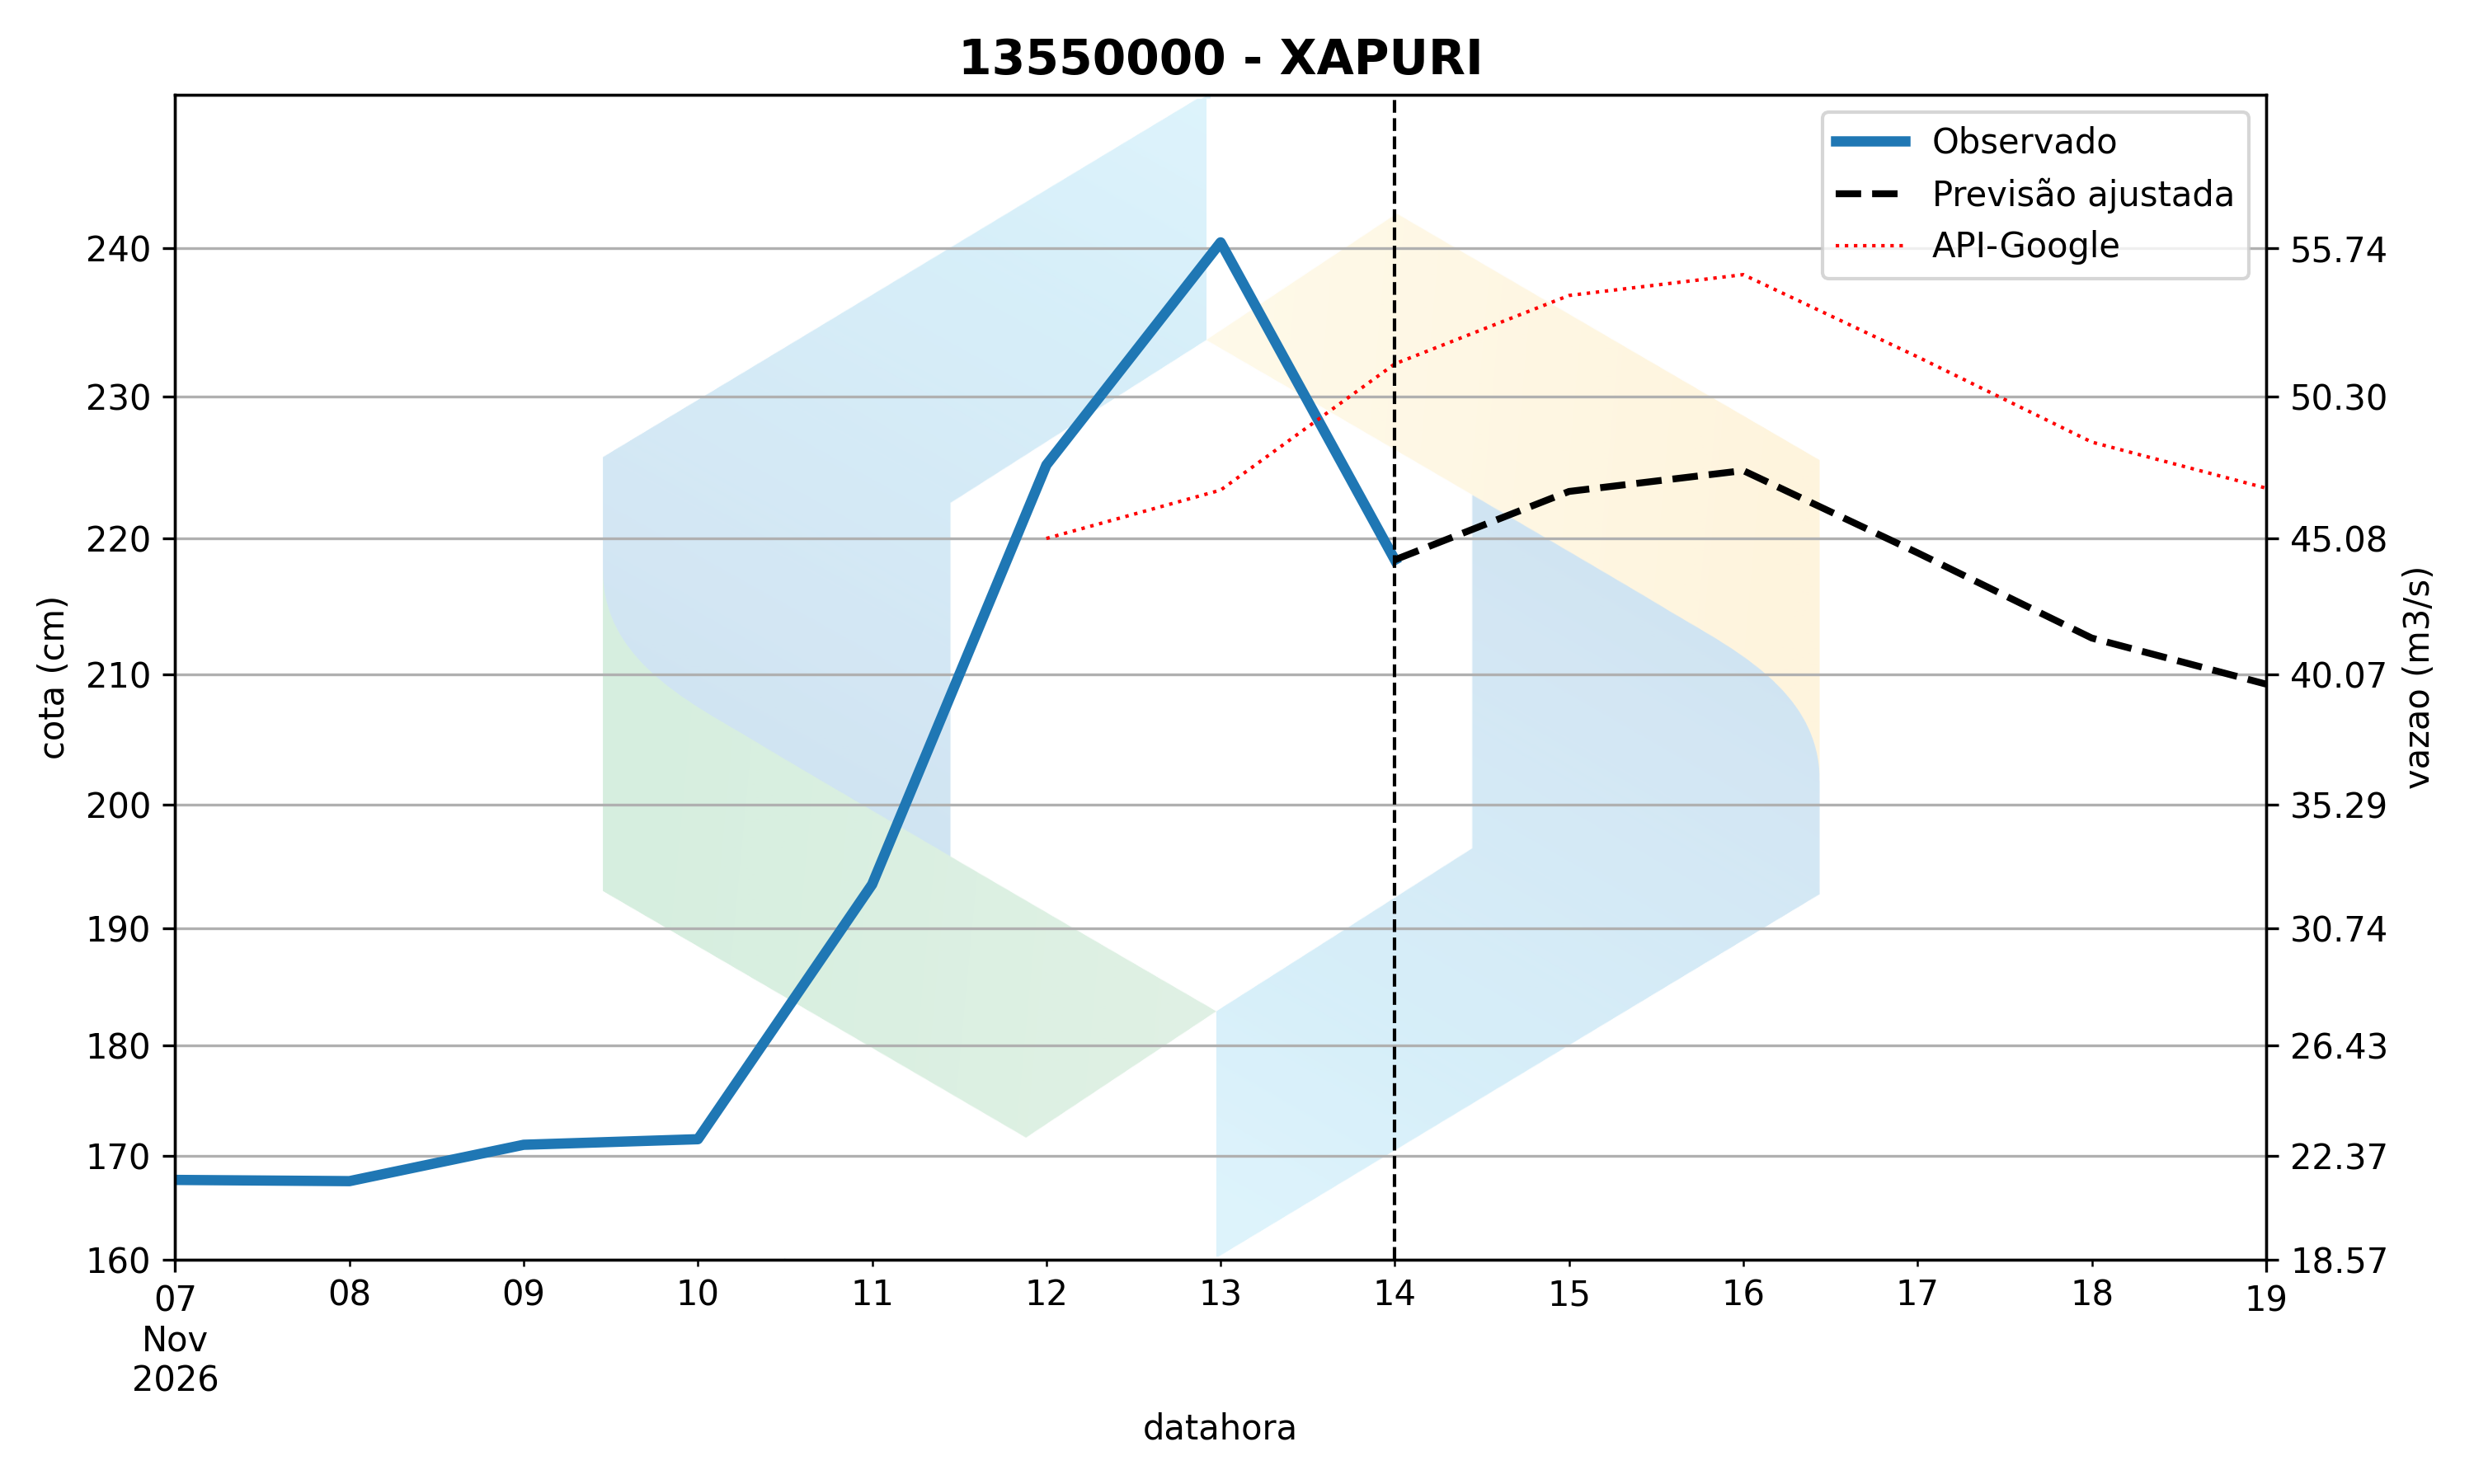 13550000 - XAPURI
Observado
Previsão ajustada
API-Google
240
230
220
210
200
190
180
170
160
cota (cm)
55.74
50.30
45.08
40.07
35.29
30.74
26.43
22.37
18.57
vazao (m3/s)
07 08 09 10 11 12 13 14 15 16 17 18 19
Nov
2026
datahora